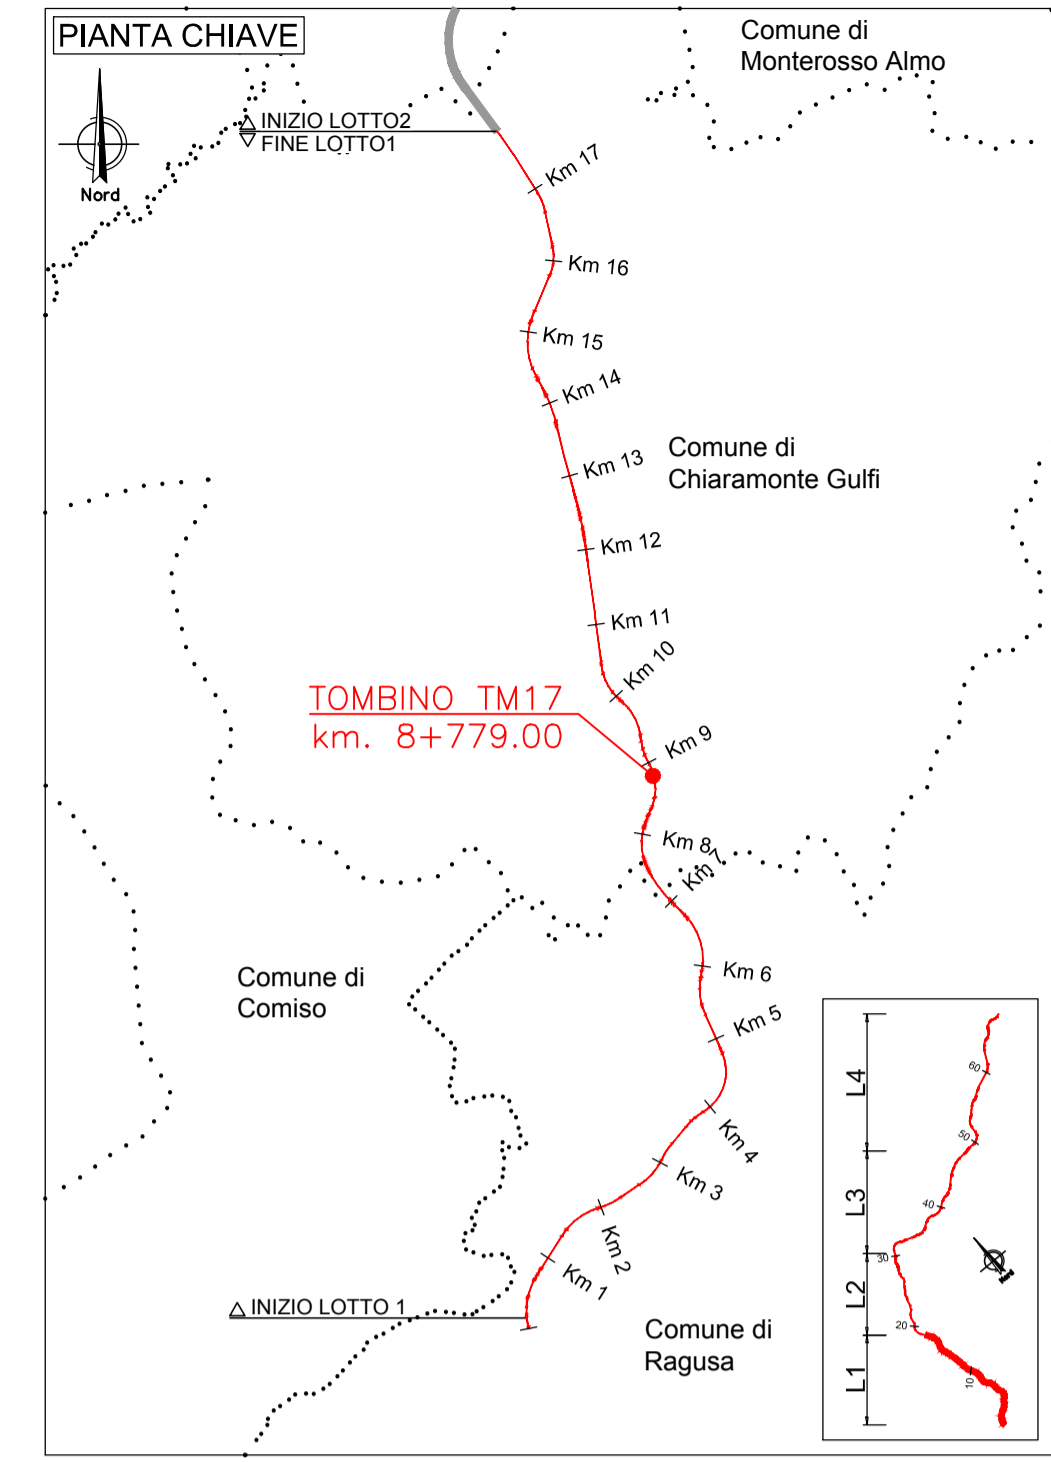 PIANTA CHIAVE
Comune di
Monterosso Almo
Nord
INIZIO LOTTO2
FINE LOTTO1
Km 17
Km 16
Km 15
Km 14
Comune di
Chiaramonte Gulfi
Km 13
Km 12
Km 11
Km 10
TOMBINO TM17
km. 8+779.00
Km 9
Km 8
Km 7
Comune di
Comiso
Km 6
Km 5
Km 4
Km 3
Km 2
Km 1
INIZIO LOTTO 1
Comune di
Ragusa
L4
60
50
L3
40
30
Nord
L2
20
L1
10